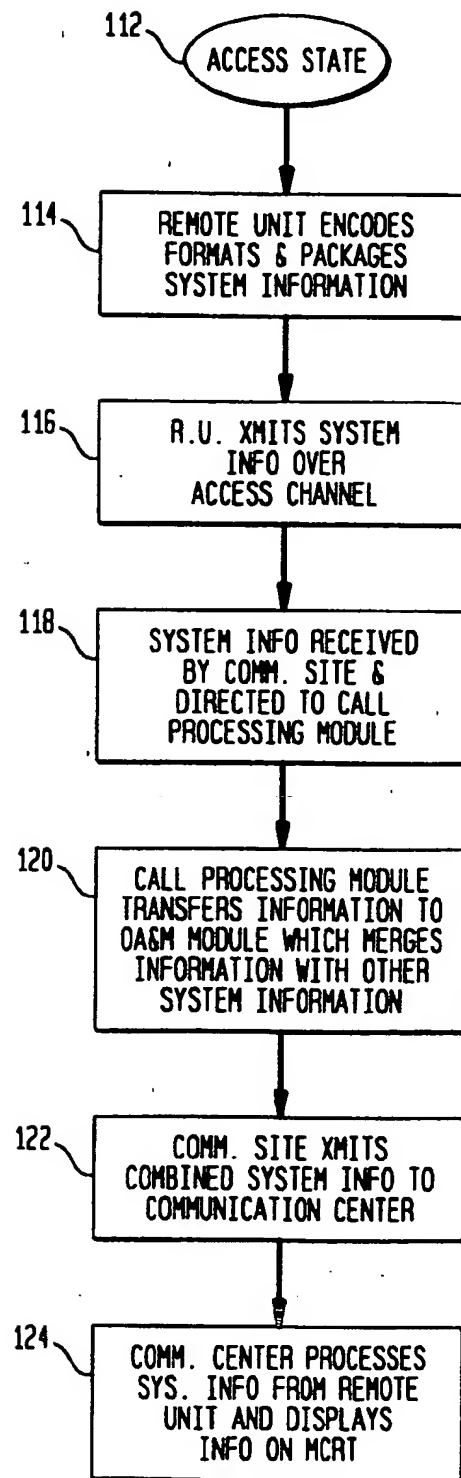 112
ACCESS STATE
114
REMOTE UNIT ENCODES
FORMATS & PACKAGES
SYSTEM INFORMATION
116
R.U. XMITS SYSTEM
INFO OVER
ACCESS CHANNEL
118
SYSTEM INFO RECEIVED
BY COMM. SITE &
DIRECTED TO CALL
PROCESSING MODULE
120
CALL PROCESSING MODULE
TRANSFERS INFORMATION TO
OA&M MODULE WHICH MERGES
INFORMATION WITH OTHER
SYSTEM INFORMATION
122
COMM. SITE XMITS
COMBINED SYSTEM INFO TO
COMMUNICATION CENTER
124
COMM. CENTER PROCESSES
SYS. INFO FROM REMOTE
UNIT AND DISPLAYS
INFO ON MCRT